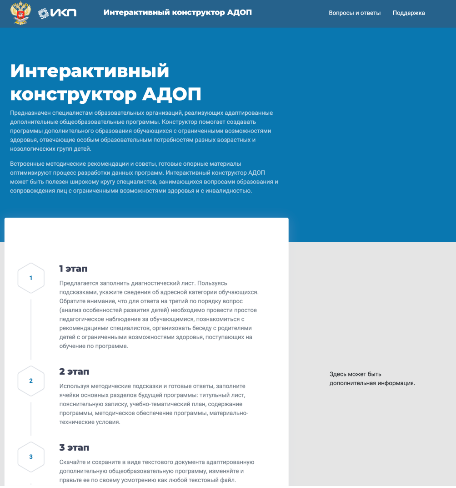 ИКП
Интерактивный конструктор АДОП
Вопросы и ответы
Поддержка
Интерактивный
конструктор АДОП
Предназначен специалистам образовательных организаций, реализующих адаптированные
дополнительные общеобразовательные программы. Конструктор помогает создавать
программы дополнительного образования обучающихся с ограниченными возможностями
здоровья, отвечающие особым образовательным потребностям разных возрастных и
нозологических групп детей.
Встроенные методические рекомендации и советы, готовые опорные материалы
оптимизируют процесс разработки данных программ. Интерактивный конструктор АДОП
может быть полезен широкому кругу специалистов, занимающихся вопросами образования и
сопровождения лиц с ограниченными возможностями здоровья и с инвалидностью.
1
1 этап
Предлагается заполнить диагностический лист. Пользуясь
подсказками, укажите сведения об адресной категории обучающихся.
Обратите внимание, что для ответа на третий по порядку вопрос
(анализ особенностей развития детей) необходимо провести простое
педагогическое наблюдение за обучающимися, познакомиться с
рекомендациями специалистов, организовать беседу с родителями
детей с ограниченными возможностями здоровья, поступающих на
обучение по программе.
2
2 этап
Используя методические подсказки и готовые ответы, заполните
ячейки основных разделов будущей программы: титульный лист,
пояснительную записку, учебно-тематический план, содержание
программы, методическое обеспечение программы, материально-
технические условия.
Здесь может быть
дополнительная информация.
3
3 этап
Скачайте и сохраните в виде текстового документа адаптированную
дополнительную общеобразовательную программу, изменяйте и
правьте ее по своему усмотрению как любой текстовый файл.